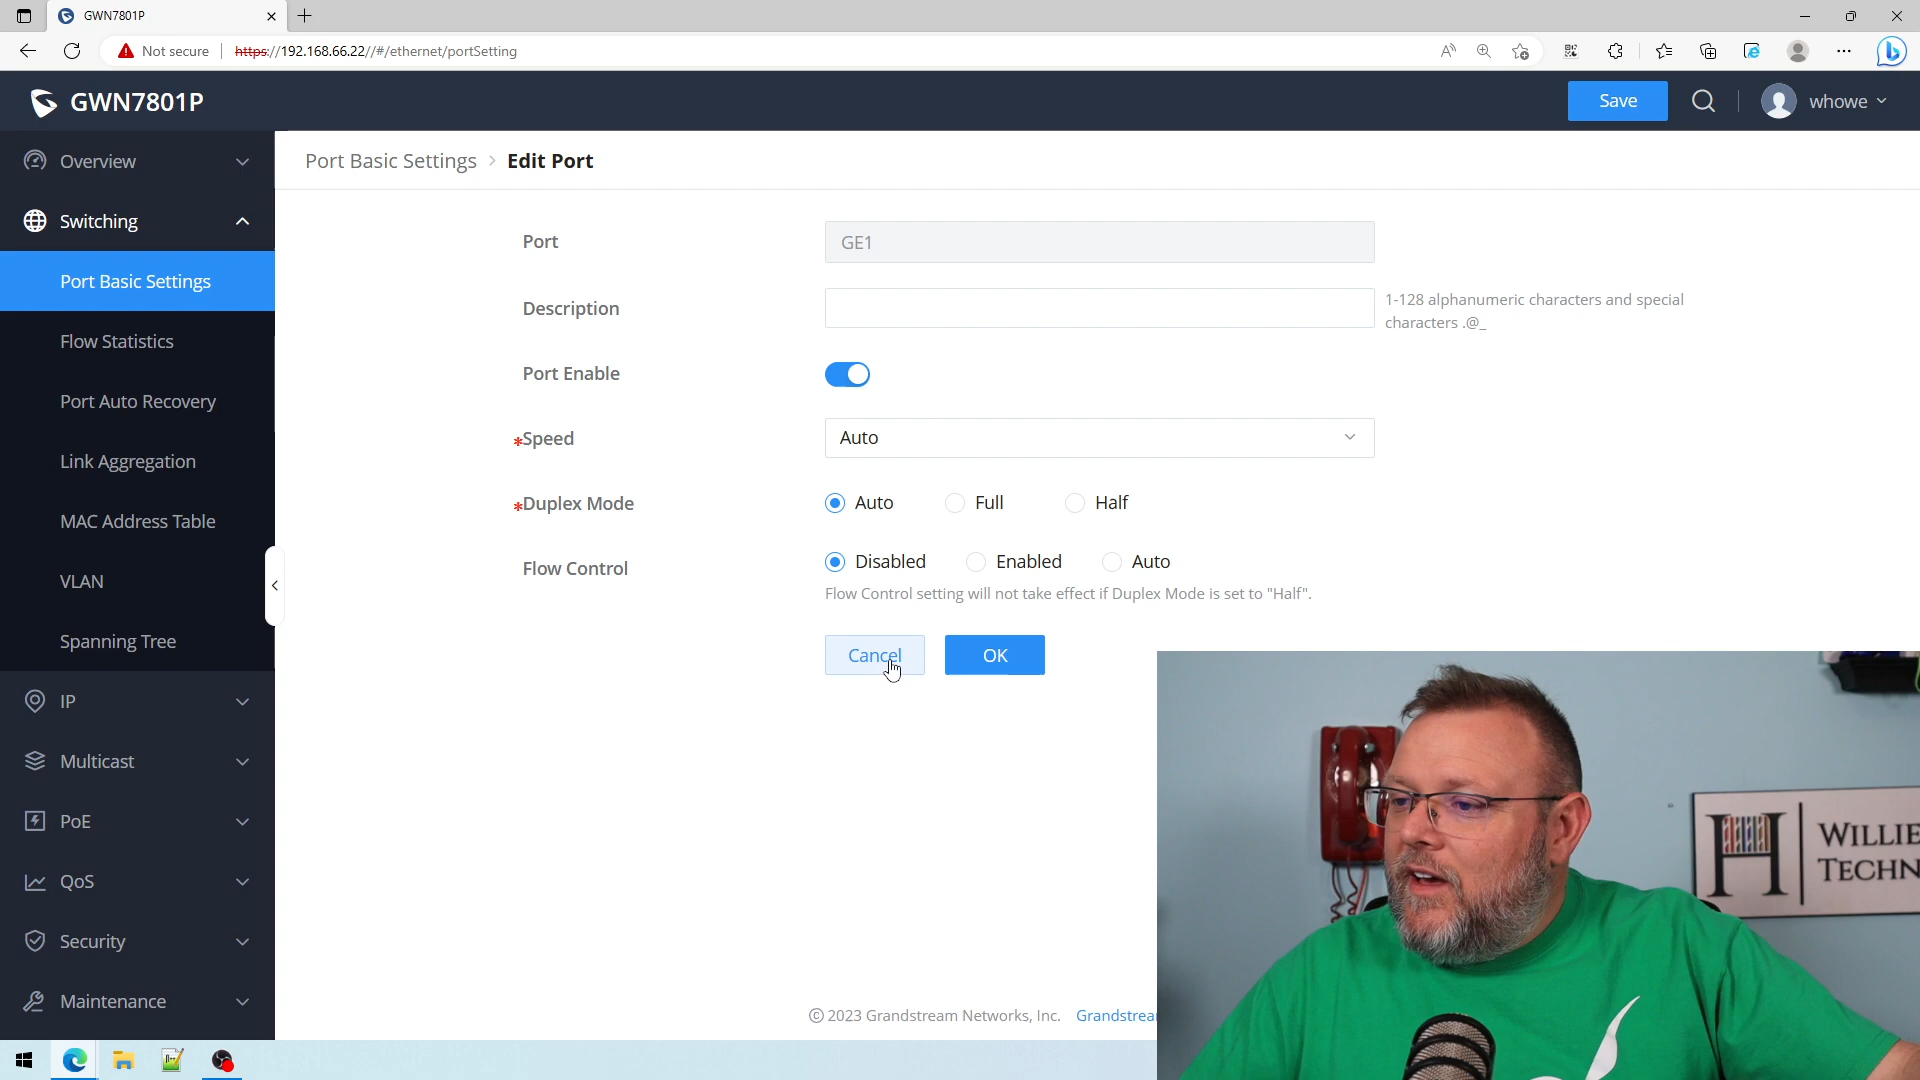 GWN7801P
Not secure
https://192.168.66.22//#/ethernet/portSetting
GWN7801P
Save
whowe
Overview
Switching
Port Basic Settings
Flow Statistics
Port Auto Recovery
Link Aggregation
MAC Address Table
VLAN
Spanning Tree
IP
Multicast
PoE
QoS
Security
Maintenance
Port Basic Settings > Edit Port
Port
GE1
Description
1-128 alphanumeric characters and special
characters .@_
Port Enable
*Speed
Auto
*Duplex Mode
Auto
Full
Half
Flow Control
Disabled
Enabled
Auto
Flow Control setting will not take effect if Duplex Mode is set to "Half".
Cancel
OK
© 2023 Grandstream Networks, Inc. Grandstrea
H
WILLIE
TECHN